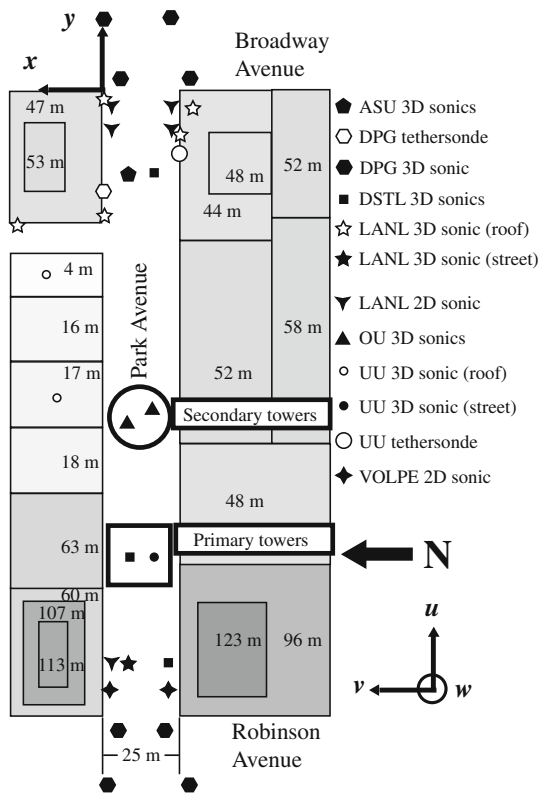 y
x
Broadway
Avenue
47 m
53 m
48 m
44 m
52 m
ASU 3D sonics
DPG tethersonde
DPG 3D sonic
DSTL 3D sonics
LANL 3D sonic (roof)
LANL 3D sonic (street)
LANL 2D sonic
OU 3D sonics
UU 3D sonic (roof)
UU 3D sonic (street)
UU tethersonde
VOLPE 2D sonic
4 m
16 m
17 m
18 m
63 m
60 m
107 m
113 m
Park Avenue
58 m
52 m
Secondary towers
48 m
Primary towers
N
123 m
96 m
u
v
w
Robinson
Avenue
25 m